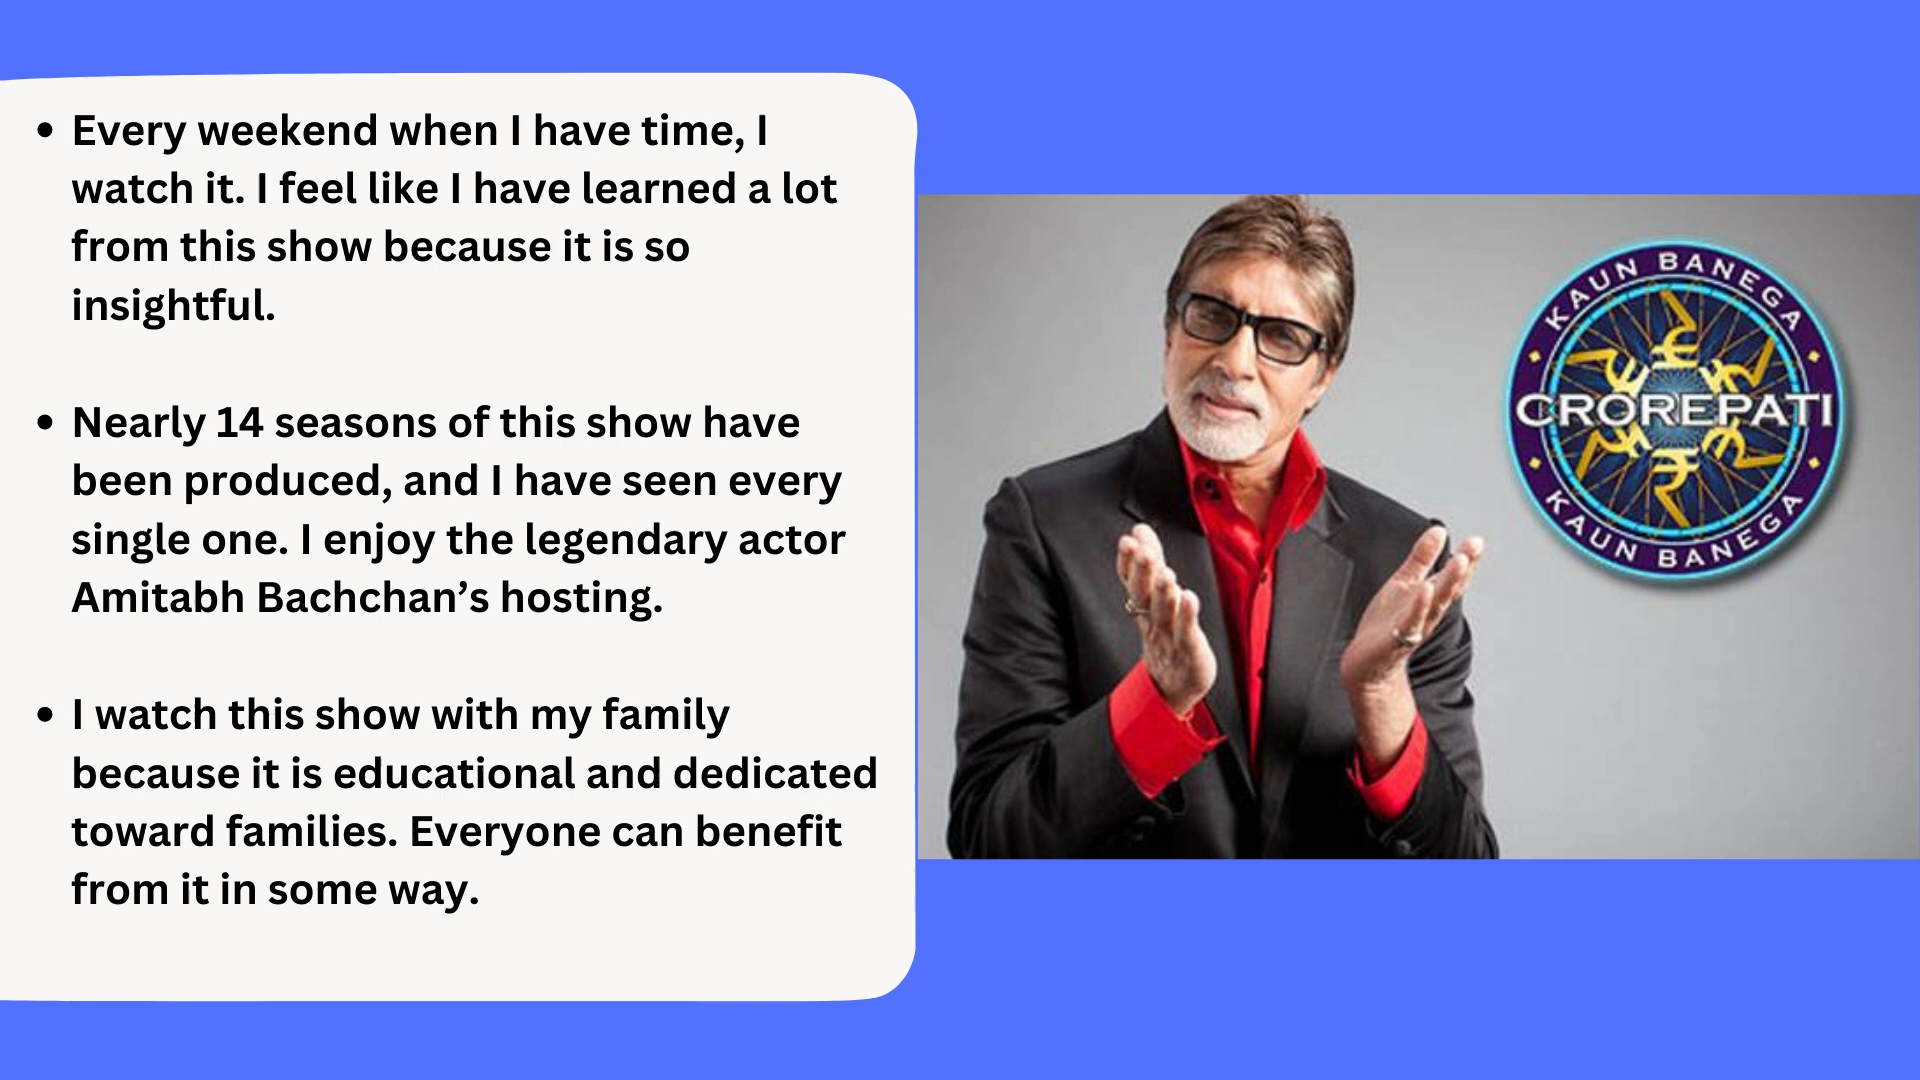 • Every weekend when I have time, I
watch it. I feel like I have learned a lot
from this show because it is so
insightful.
• Nearly 14 seasons of this show have
been produced, and I have seen every
single one. I enjoy the legendary actor
Amitabh Bachchan’s hosting.
• I watch this show with my family
because it is educational and dedicated
toward families. Everyone can benefit
from it in some way.
KAUN BANEGA
CROREPATI
KAUN BANEGA